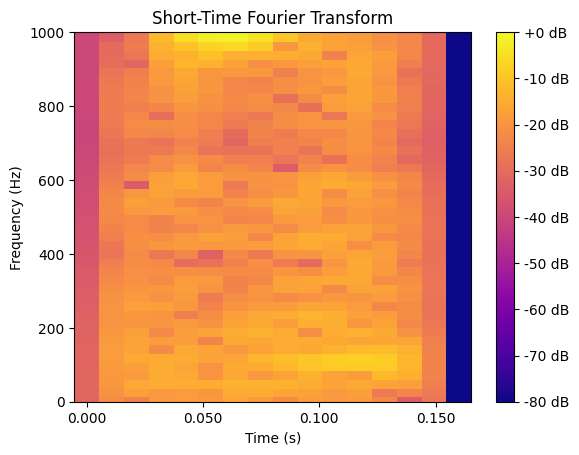 Short-Time Fourier Transform
Frequency (Hz)
1000
800
600
400
200
0
0.000
0.050
0.100
0.150
Time (s)
+0 dB
-10 dB
-20 dB
-30 dB
-40 dB
-50 dB
-60 dB
-70 dB
-80 dB